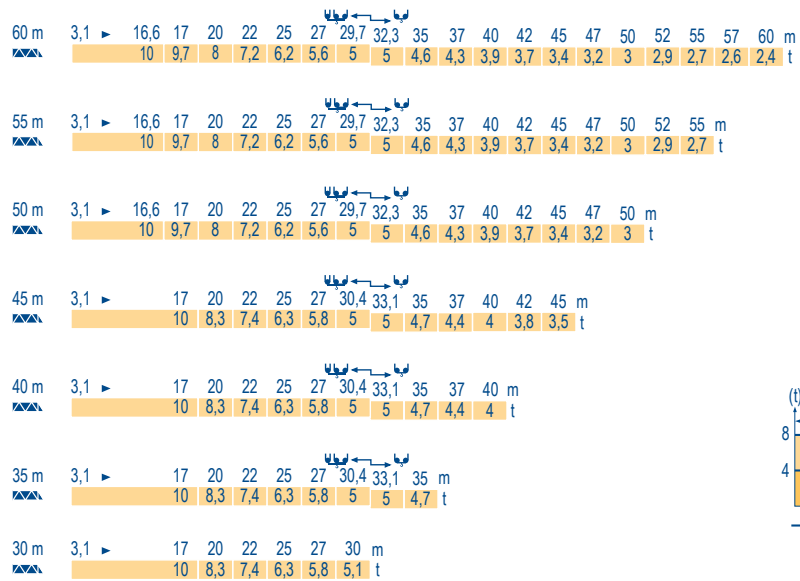 60 m 3,1 ► 16,6 17 20 22 25 27 29,7 32,3 35 37 40 42 45 47 50 52 55 57 60 m
10 9,7 8 7,2 6,2 5,6 5 5 4,6 4,3 3,9 3,7 3,4 3,2 3 2,9 2,7 2,6 2,4 t
55 m 3,1 ► 16,6 17 20 22 25 27 29,7 32,3 35 37 40 42 45 47 50 52 55 m
10 9,7 8 7,2 6,2 5,6 5 5 4,6 4,3 3,9 3,7 3,4 3,2 3 2,9 2,7 t
50 m 3,1 ► 16,6 17 20 22 25 27 29,7 32,3 35 37 40 42 45 47 50 m
10 9,7 8 7,2 6,2 5,6 5 5 4,6 4,3 3,9 3,7 3,4 3,2 3 t
45 m 3,1 ► 17 20 22 25 27 30,4 33,1 35 37 40 42 45 m
10 8,3 7,4 6,3 5,8 5 5 4,7 4,4 4 3,8 3,5 t
40 m 3,1 ► 17 20 22 25 27 30,4 33,1 35 37 40 m
10 8,3 7,4 6,3 5,8 5 5 4,7 4,4 4 t
(t)
8
4
35 m 3,1 ► 17 20 22 25 27 30,4 33,1 35 m
10 8,3 7,4 6,3 5,8 5 5 4,7 t
30 m 3,1 ► 17 20 22 25 27 30 m
10 8,3 7,4 6,3 5,8 5,1 t